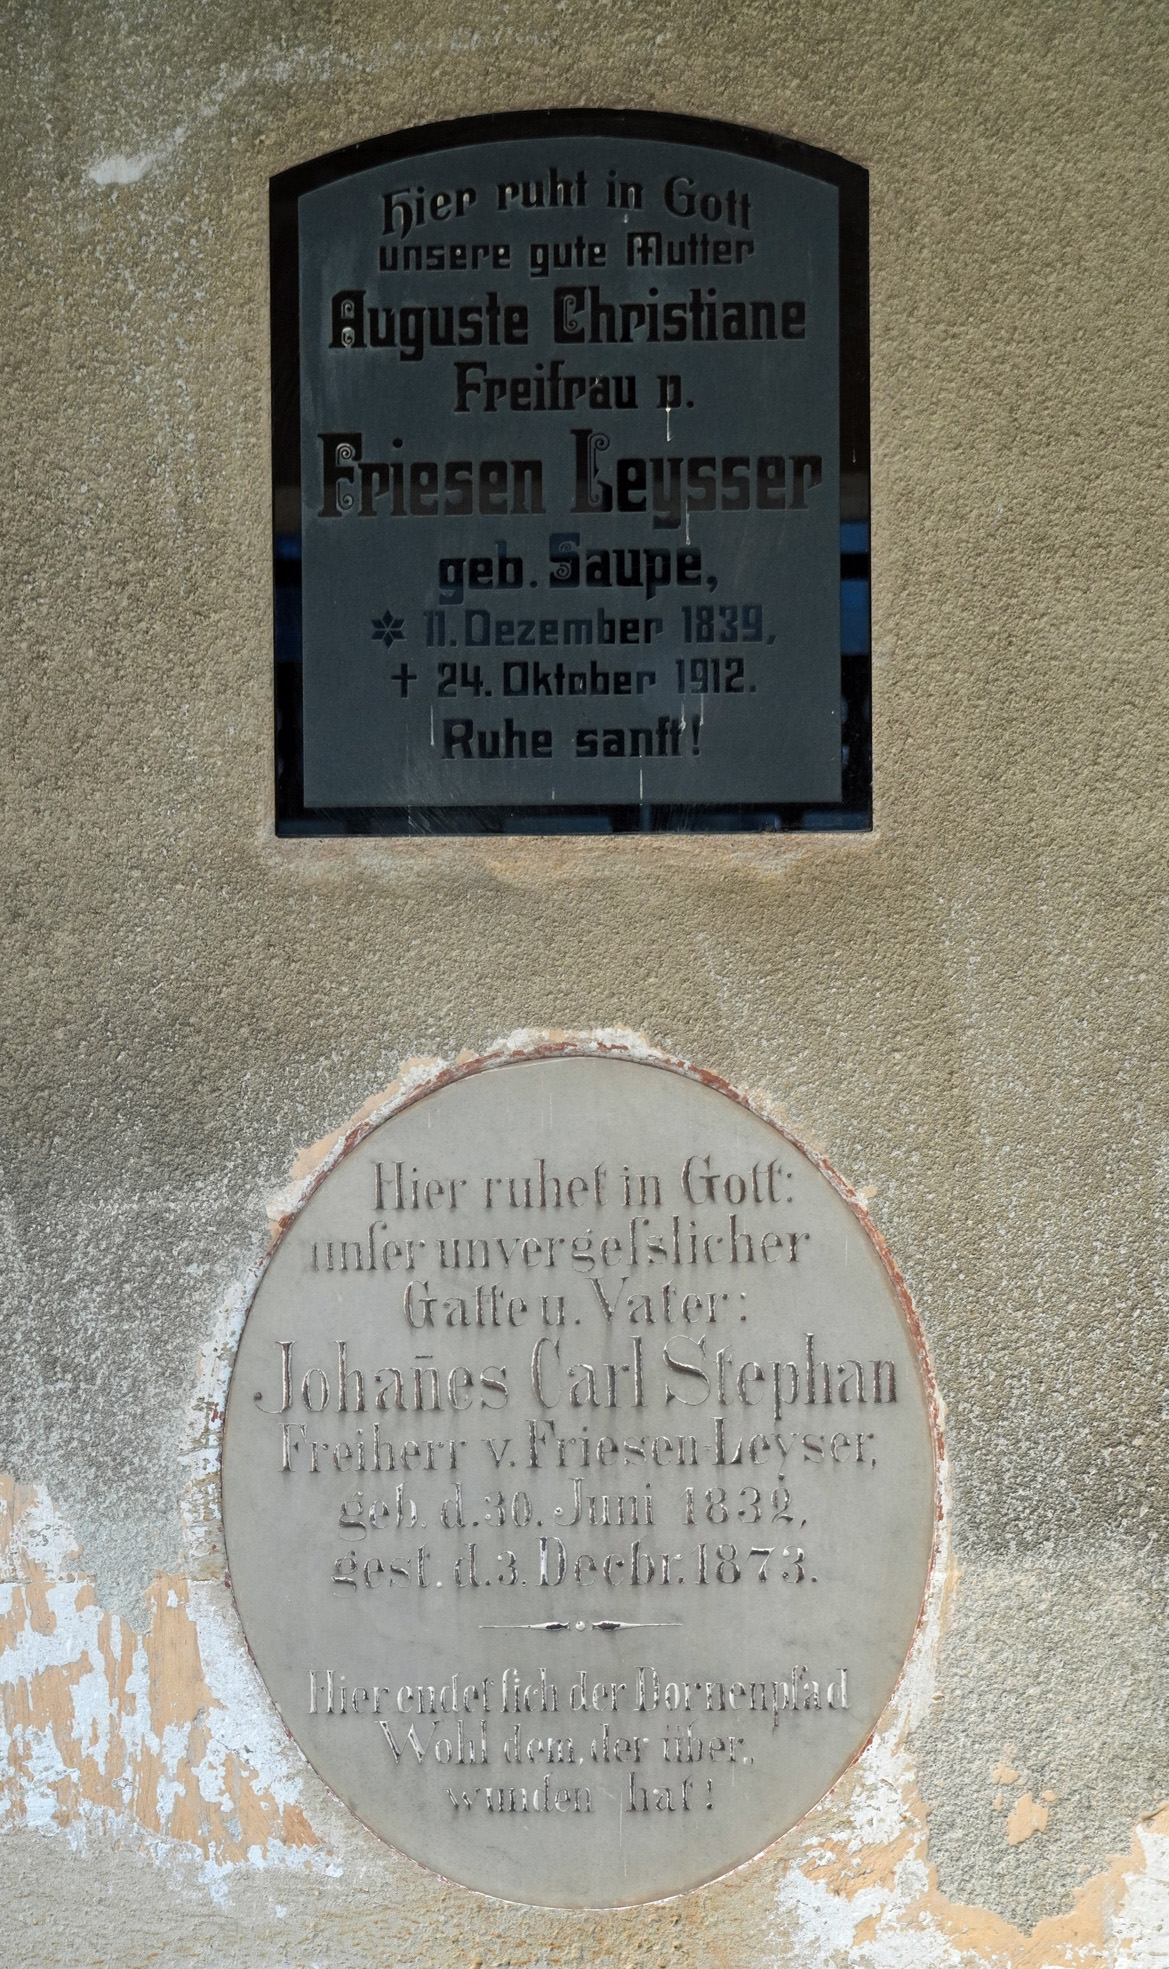 Hier ruht in Gott
unsere gute Mutter
Auguste Christiane
Freifrau v.
Friesen Leysser
geb. Saupe,
* 11. Dezember 1839,
+ 24. Oktober 1912.
Ruhe sanft!
Hier ruhet in Gott:
unſer unvergeſslicher
Gatte u. Vater:
Johan̄es Carl Stephan
Freiherr v. Friesen-Leyser,
geb. d. 30. Juni 1832,
gest. d. 3. Decbr. 1873.
Hier endet ſich der Dornenpfad
Wohl dem, der über,
wunden hat!